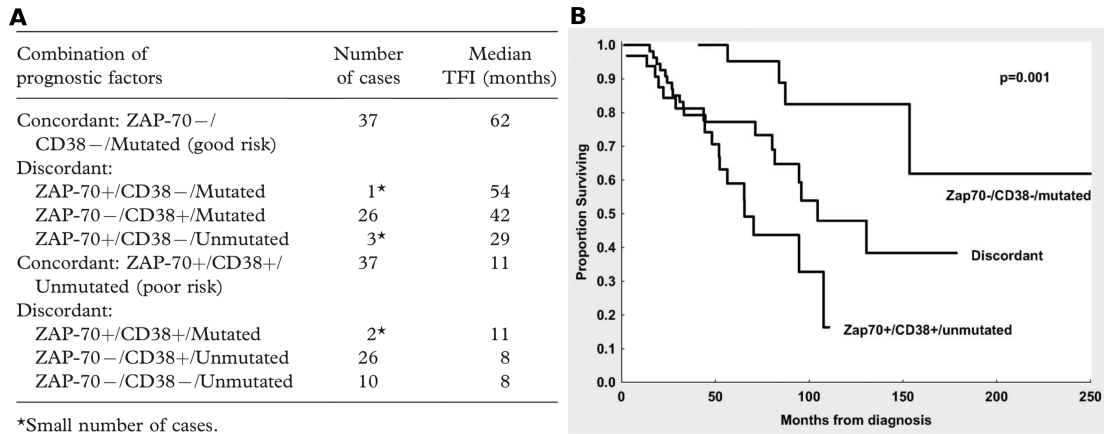 A
Combination of prognostic factors Number of cases Median TFI (months)
Concordant: ZAP-70−/ 37 62
CD38−/Mutated (good risk)
Discordant:
ZAP-70+/CD38−/Mutated 1* 54
ZAP-70−/CD38+/Mutated 26 42
ZAP-70+/CD38−/Unmutated 3* 29
Concordant: ZAP-70+/CD38+/ 37 11
Unmutated (poor risk)
Discordant:
ZAP-70+/CD38+/Mutated 2* 11
ZAP-70−/CD38+/Unmutated 26 8
ZAP-70−/CD38−/Unmutated 10 8
*Small number of cases.
B
Proportion Surviving
1.0
0.9
0.8
0.7
0.6
0.5
0.4
0.3
0.2
0.1
0.0
p=0.001
Zap70-/CD38-/mutated
Discordant
Zap70+/CD38+/unmutated
0 50 100 150 200 250
Months from diagnosis